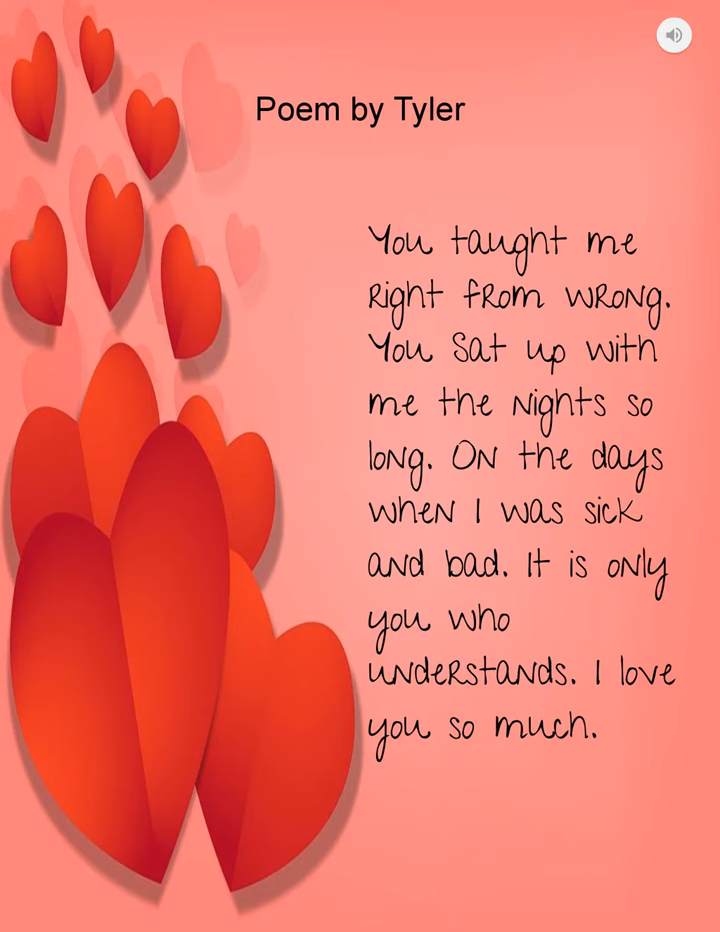 Poem by Tyler
You taught me
Right from wrong.
You sat up with
me the nights so
long. On the days
when I was sick
and bad. It is only
you who
understands. I love
you so much.